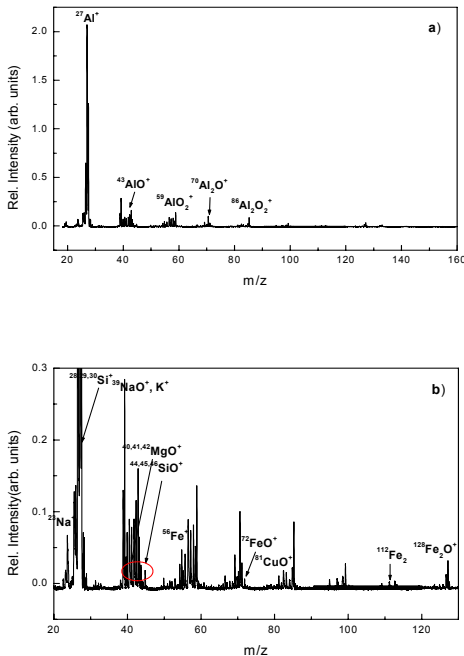 ²⁷Al⁺
a)
2.0
1.5
1.0
0.5
0.0
Rel. Intensity (arb. units)
⁴³AlO⁺
⁵⁹AlO₂⁺
⁷⁰Al₂O⁺
⁸⁶Al₂O₂⁺
20 40 60 80 100 120 140 160
m/z
b)
0.3
0.2
0.1
0.0
Rel. Intensity(arb. units)
²⁸,²⁹,³⁰Si⁺ ³⁹NaO⁺, K⁺
⁴⁰,⁴¹,⁴²MgO⁺
⁴⁴,⁴⁵,⁴⁶SiO⁺
²³Na⁺
⁵⁶Fe⁺
⁷²FeO⁺
⁸¹CuO⁺
¹¹²Fe₂
¹²⁸Fe₂O⁺
20 40 60 80 100 120
m/z